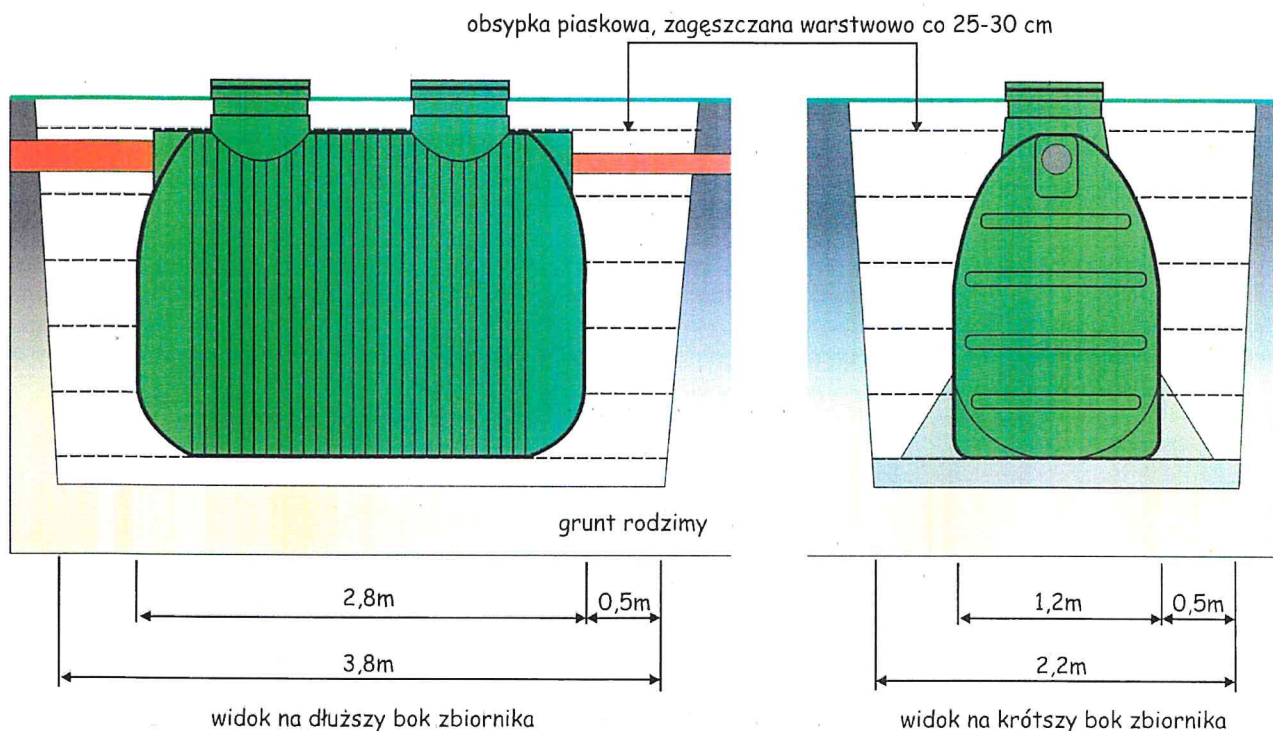 obsypka piaskowa, zagęszczana warstwowo co 25-30 cm
grunt rodzimy
2,8m
0,5m
3,8m
widok na dłuższy bok zbiornika
1,2m
0,5m
2,2m
widok na krótszy bok zbiornika